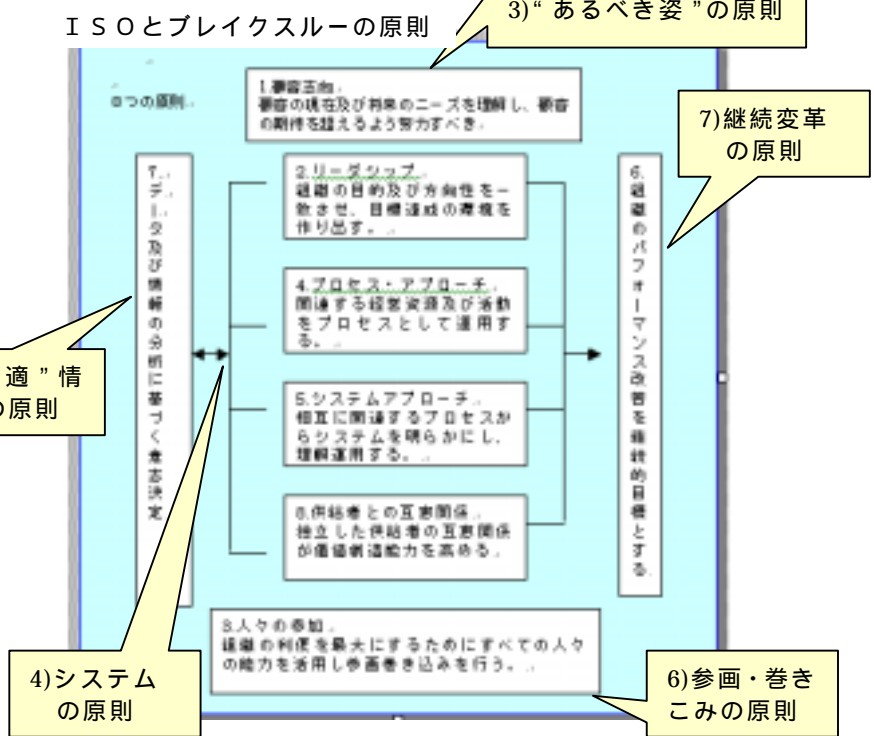 ＩＳＯとブレイクスルーの原則
3)“あるべき姿”の原則
8つの原則
1.顧客志向
顧客の現在及び将来のニーズを理解し、顧客
の期待を超えるよう努力すべき
7)継続変革
の原則
2.リーダシップ
組織の目的及び方向性を一
致させ、目標達成の環境を
作り出す。
4.プロセス・アプローチ
関連する経営資源及び活動
をプロセスとして運用す
る。
5.システムアプローチ
相互に関連するプロセスか
らシステムを明らかにし、
理解運用する。
8.供給者との互恵関係
独立した供給者の互恵関係
が価値創造能力を高める
7.データ及び情報の分析に基づく意志決定
6.組織のパフォーマンス改善を継続的目標とする
適”情
の原則
3.人々の参加
組織の利便を最大にするためにすべての人々
の能力を活用し参画巻き込みを行う。
4)システム
の原則
6)参画・巻き
こみの原則